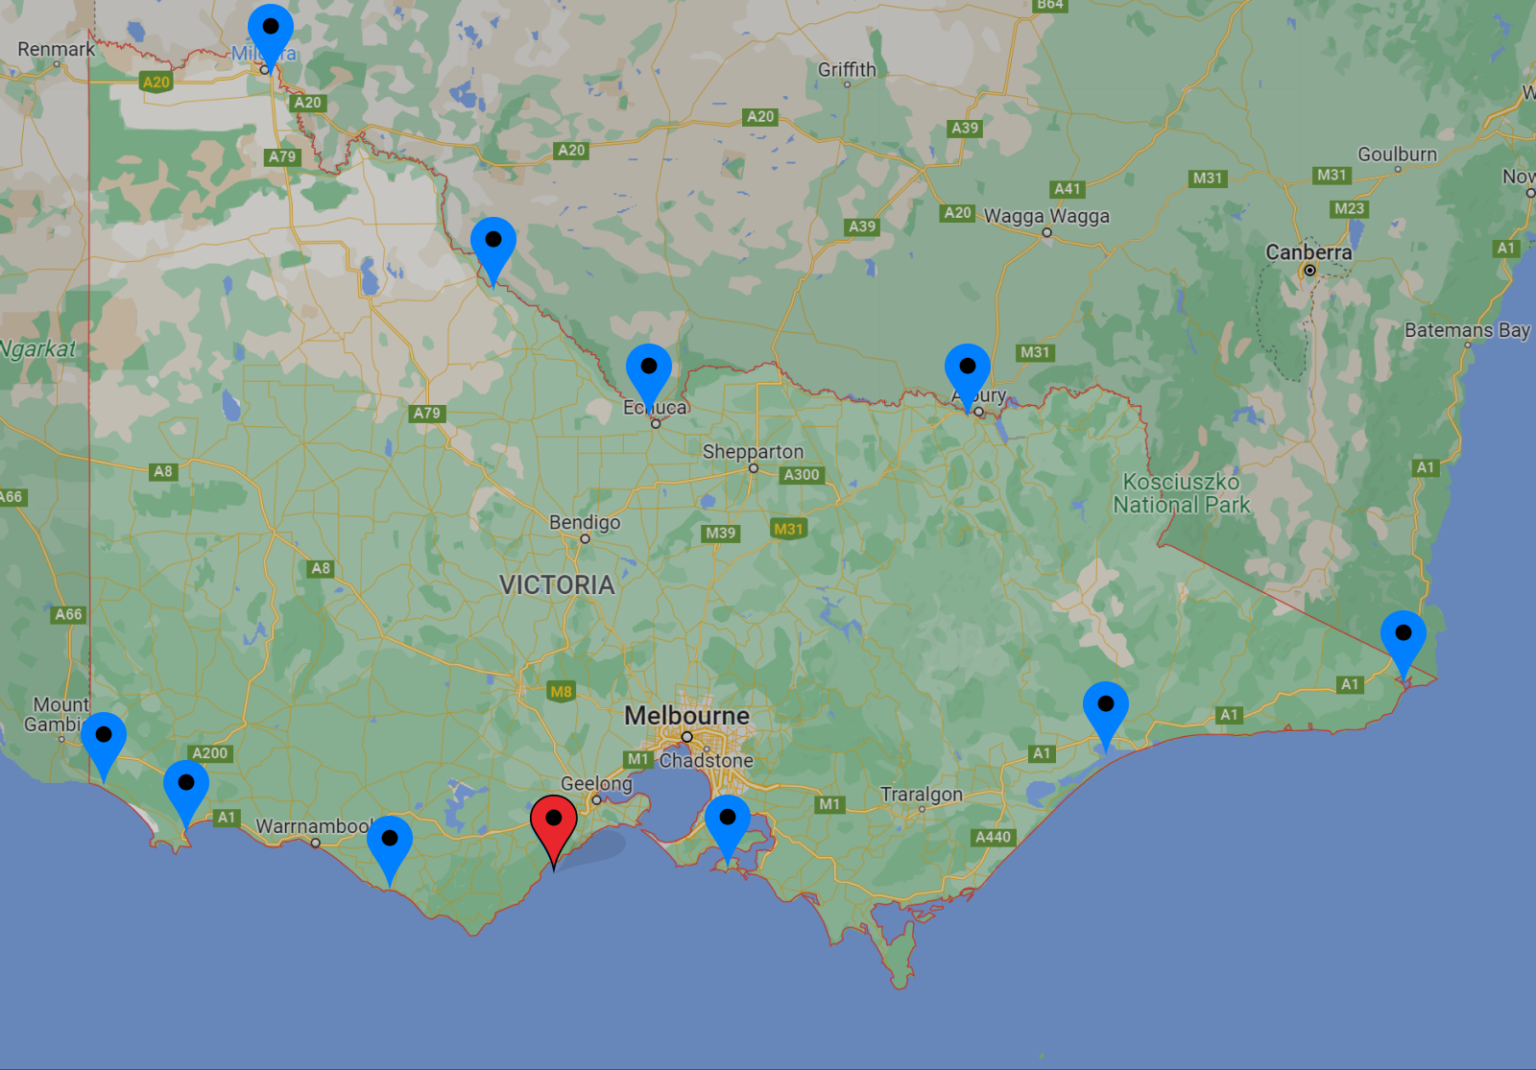 B64
Renmark
Mildura
A20
A20
Griffith
A20
A39
A20
A79
Goulburn
M31
M31
A41
Now
M23
A20
Wagga Wagga
A39
A1
Canberra
Batemans Bay
Ngarkat
M31
Albury
Echuca
A79
Shepparton
A8
A300
A1
Kosciuszko
National Park
A66
Bendigo
M39
M31
A8
VICTORIA
A66
M8
A1
Mount
Gambi
Melbourne
A1
A200
M1
Chadstone
A1
Geelong
Traralgon
M1
A1
Warrnambool
A440